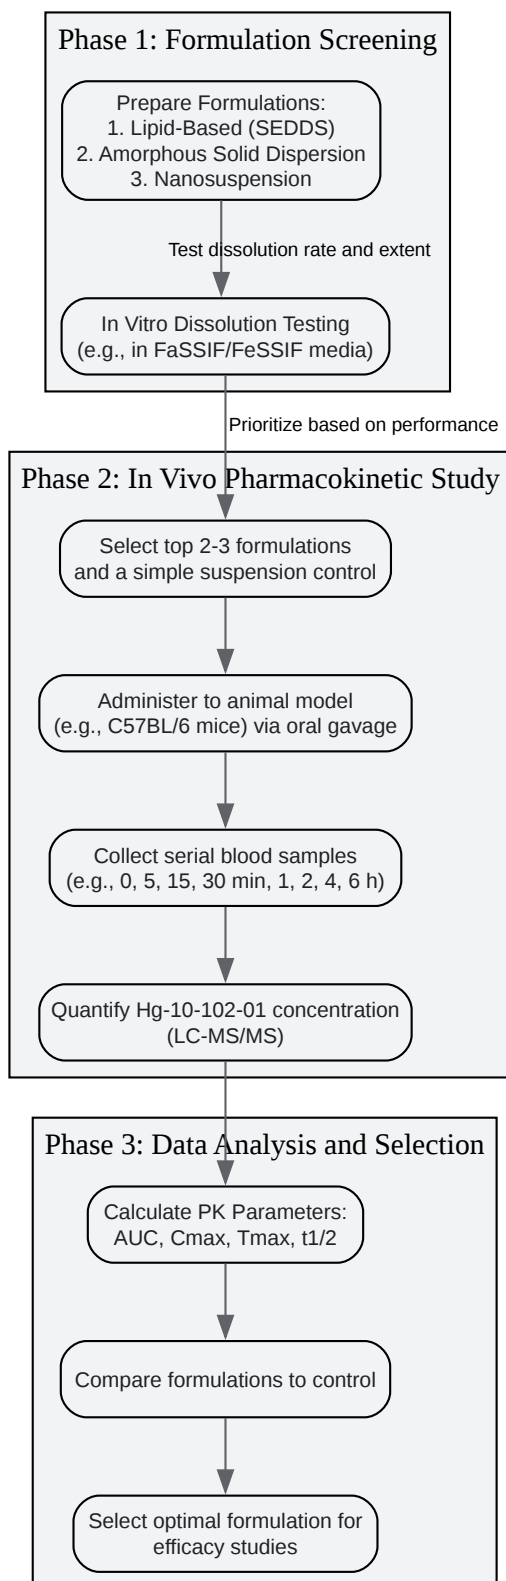 Phase 1: Formulation Screening
Prepare Formulations:
1. Lipid-Based (SEDDS)
2. Amorphous Solid Dispersion
3. Nanosuspension
Test dissolution rate and extent
In Vitro Dissolution Testing
(e.g., in FaSSIF/FeSSIF media)
Prioritize based on performance
Phase 2: In Vivo Pharmacokinetic Study
Select top 2-3 formulations
and a simple suspension control
Administer to animal model
(e.g., C57BL/6 mice) via oral gavage
Collect serial blood samples
(e.g., 0, 5, 15, 30 min, 1, 2, 4, 6 h)
Quantify Hg-10-102-01 concentration
(LC-MS/MS)
Phase 3: Data Analysis and Selection
Calculate PK Parameters:
AUC, Cmax, Tmax, t1/2
Compare formulations to control
Select optimal formulation for
efficacy studies